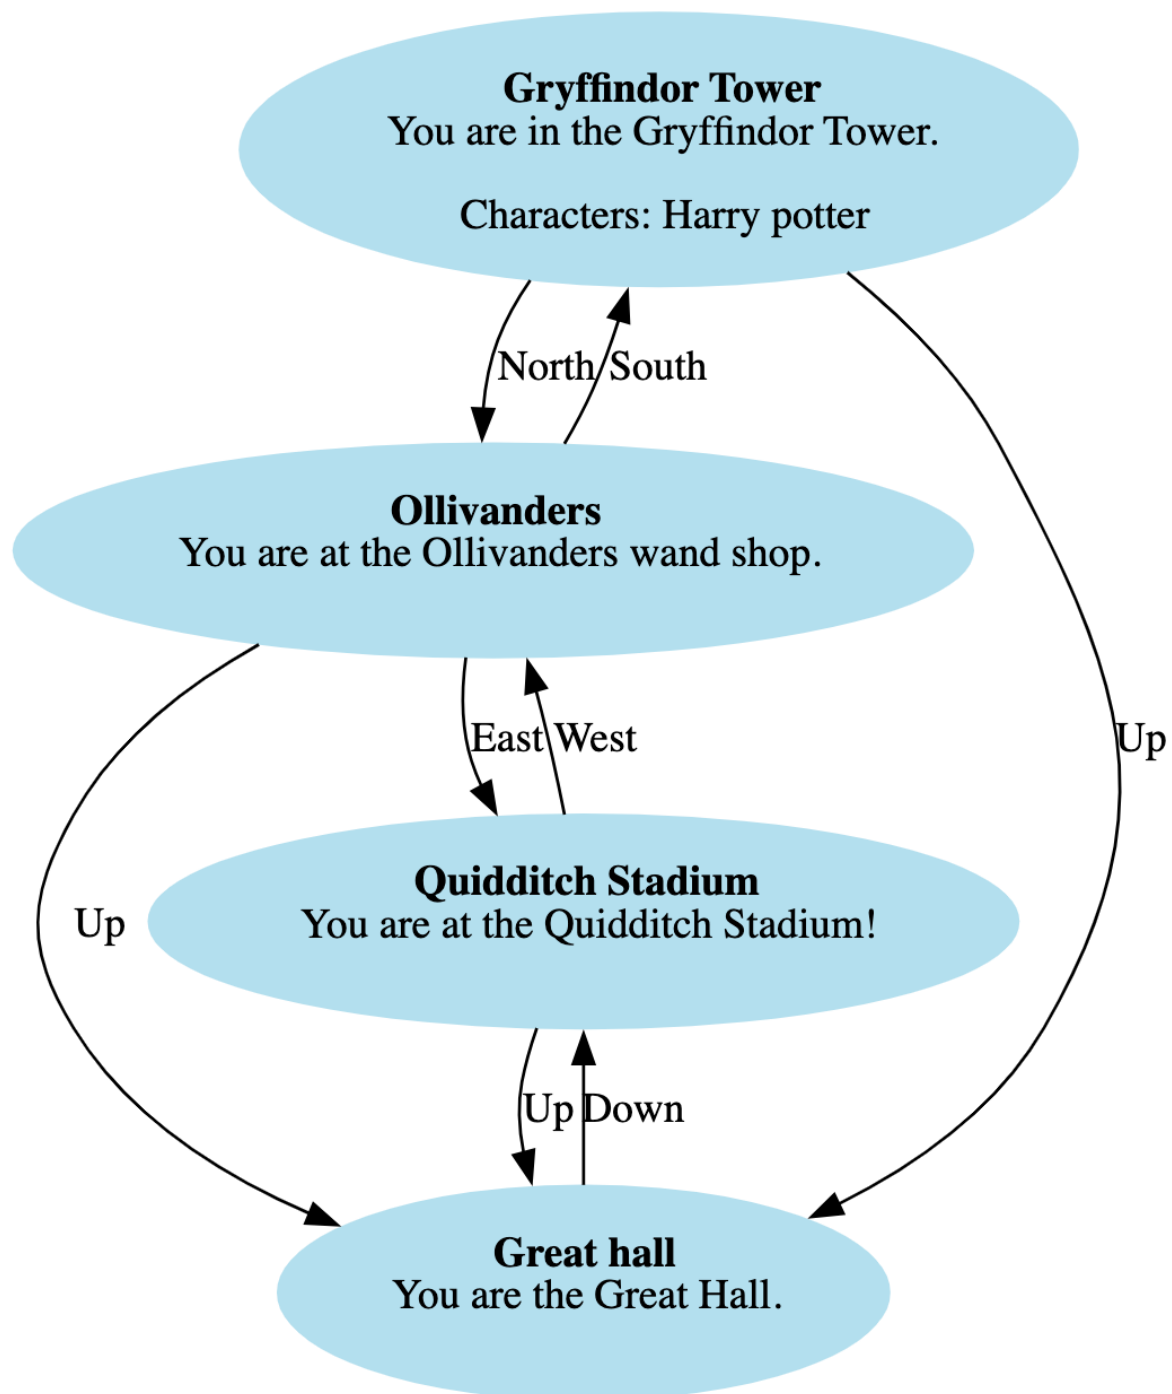 Gryffindor Tower
You are in the Gryffindor Tower.
Characters: Harry potter
North
South
Ollivanders
You are at the Ollivanders wand shop.
East
West
Up
Quidditch Stadium
You are at the Quidditch Stadium!
Up
Up
Down
Great hall
You are the Great Hall.